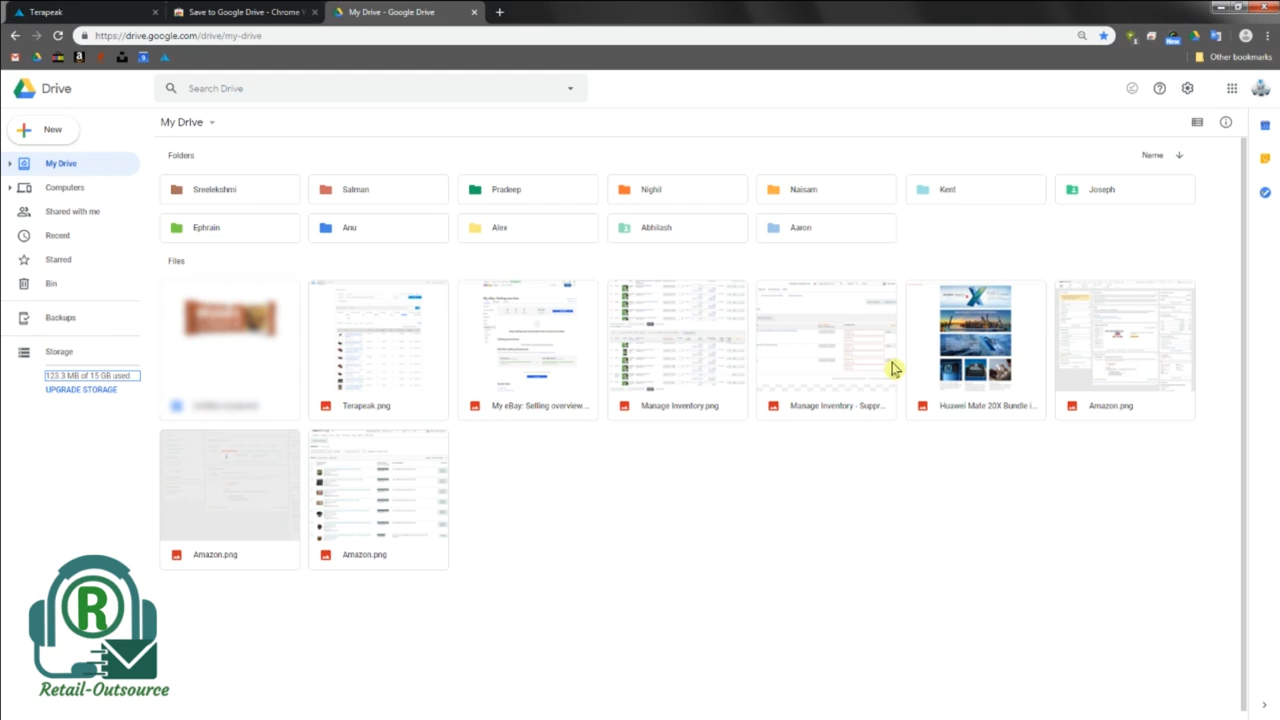 Terapeak
Save to Google Drive - Chrome
My Drive - Google Drive
https://drive.google.com/drive/my-drive
New
Other bookmarks
Drive
Search Drive
New
My Drive
Computers
Shared with me
Recent
Starred
Bin
Backups
Storage
123.3 MB of 15 GB used
UPGRADE STORAGE
My Drive
Folders
Name
Sreelekshmi
Salman
Pradeep
Nighil
Naisam
Kent
Joseph
Ephrain
Anu
Alex
Abhilash
Aaron
Files
Terapeak.png
My eBay: Selling overview...
Manage Inventory.png
Manage Inventory - Suppr...
Huawei Mate 20X Bundle i...
Amazon.png
Amazon.png
Amazon.png
R
Retail-Outsource